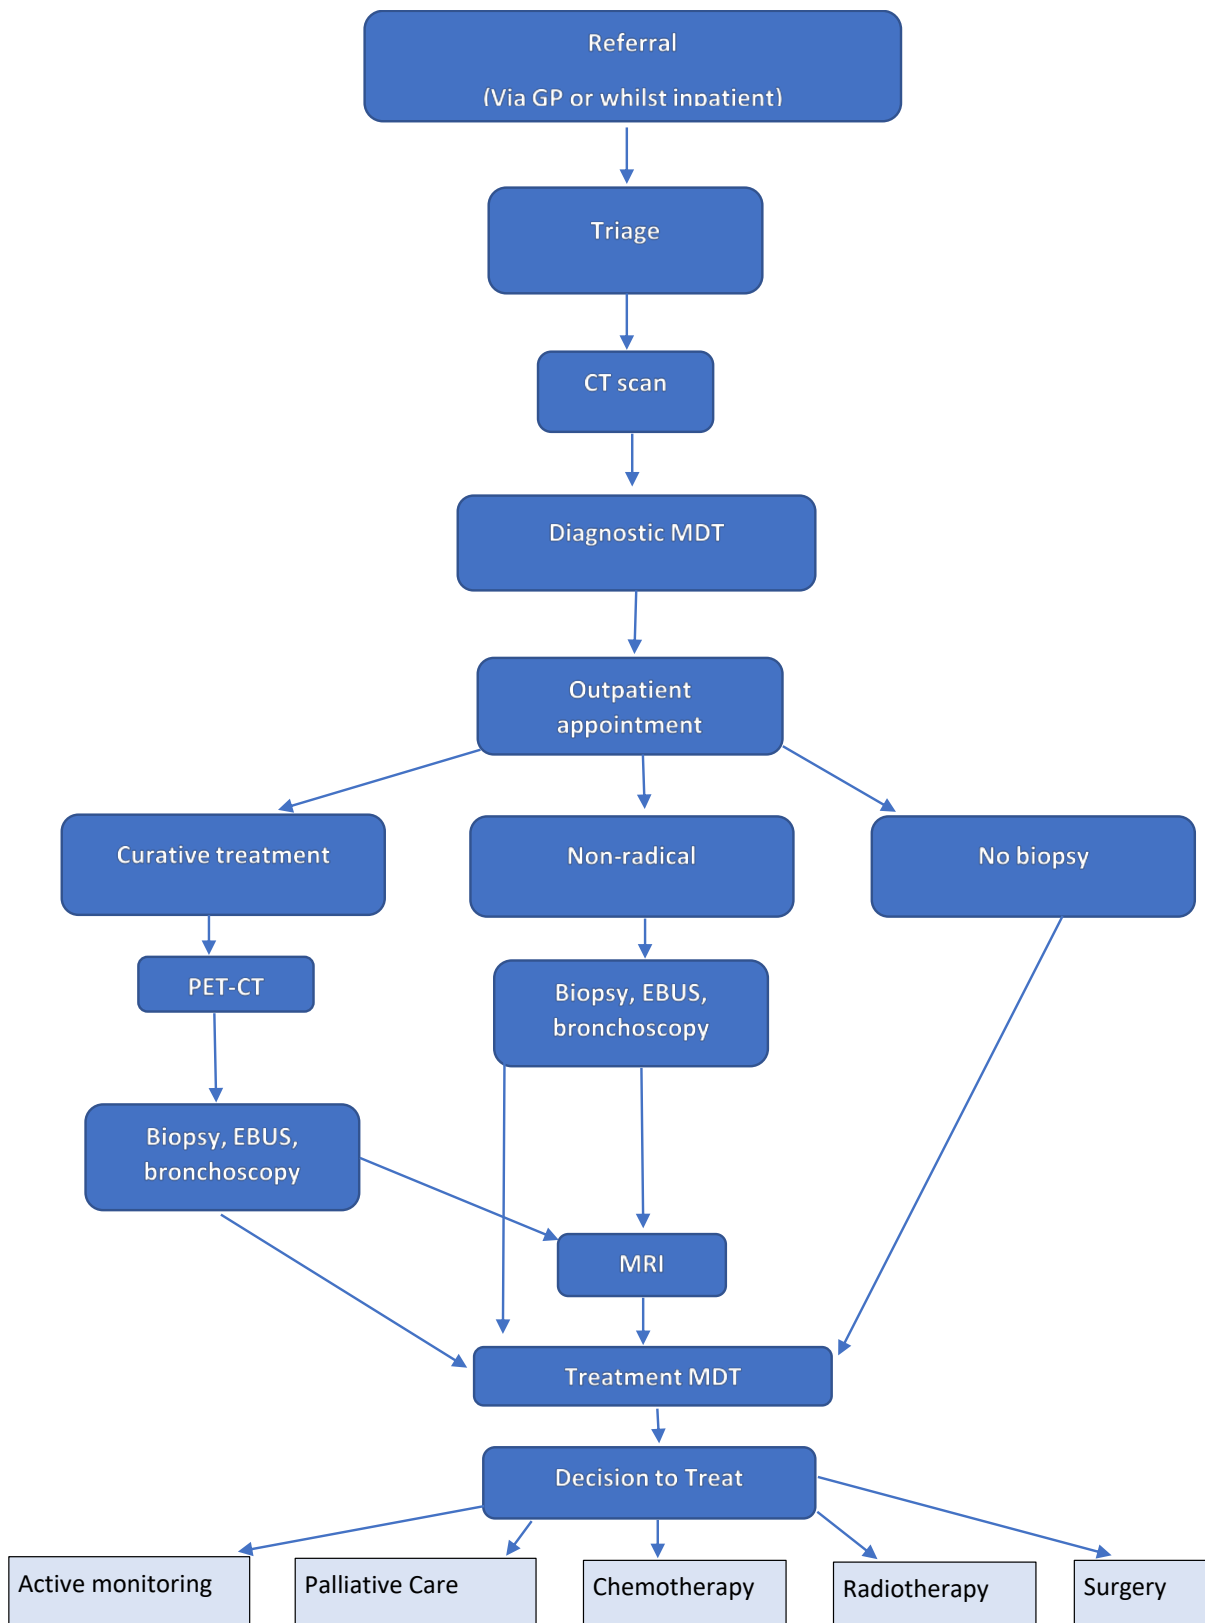 Referral
(Via GP or whilst inpatient)
Triage
CT scan
Diagnostic MDT
Outpatient
appointment
Curative treatment
Non-radical
No biopsy
PET-CT
Biopsy, EBUS,
bronchoscopy
Biopsy, EBUS,
bronchoscopy
MRI
Treatment MDT
Decision to Treat
Active monitoring
Palliative Care
Chemotherapy
Radiotherapy
Surgery